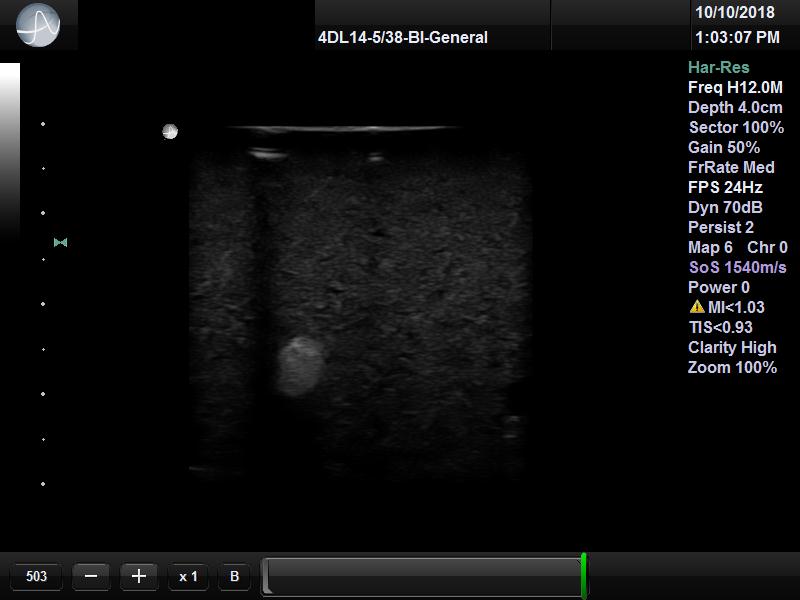 10/10/2018
4DL14-5/38-BI-General
1:03:07 PM
Har-Res
Freq H12.0M
Depth 4.0cm
Sector 100%
Gain 50%
FrRate Med
FPS 24Hz
Dyn 70dB
Persist 2
Map 6 Chr 0
SoS 1540m/s
Power 0
MI<1.03
TIS<0.93
Clarity High
Zoom 100%
503 − + x 1 B